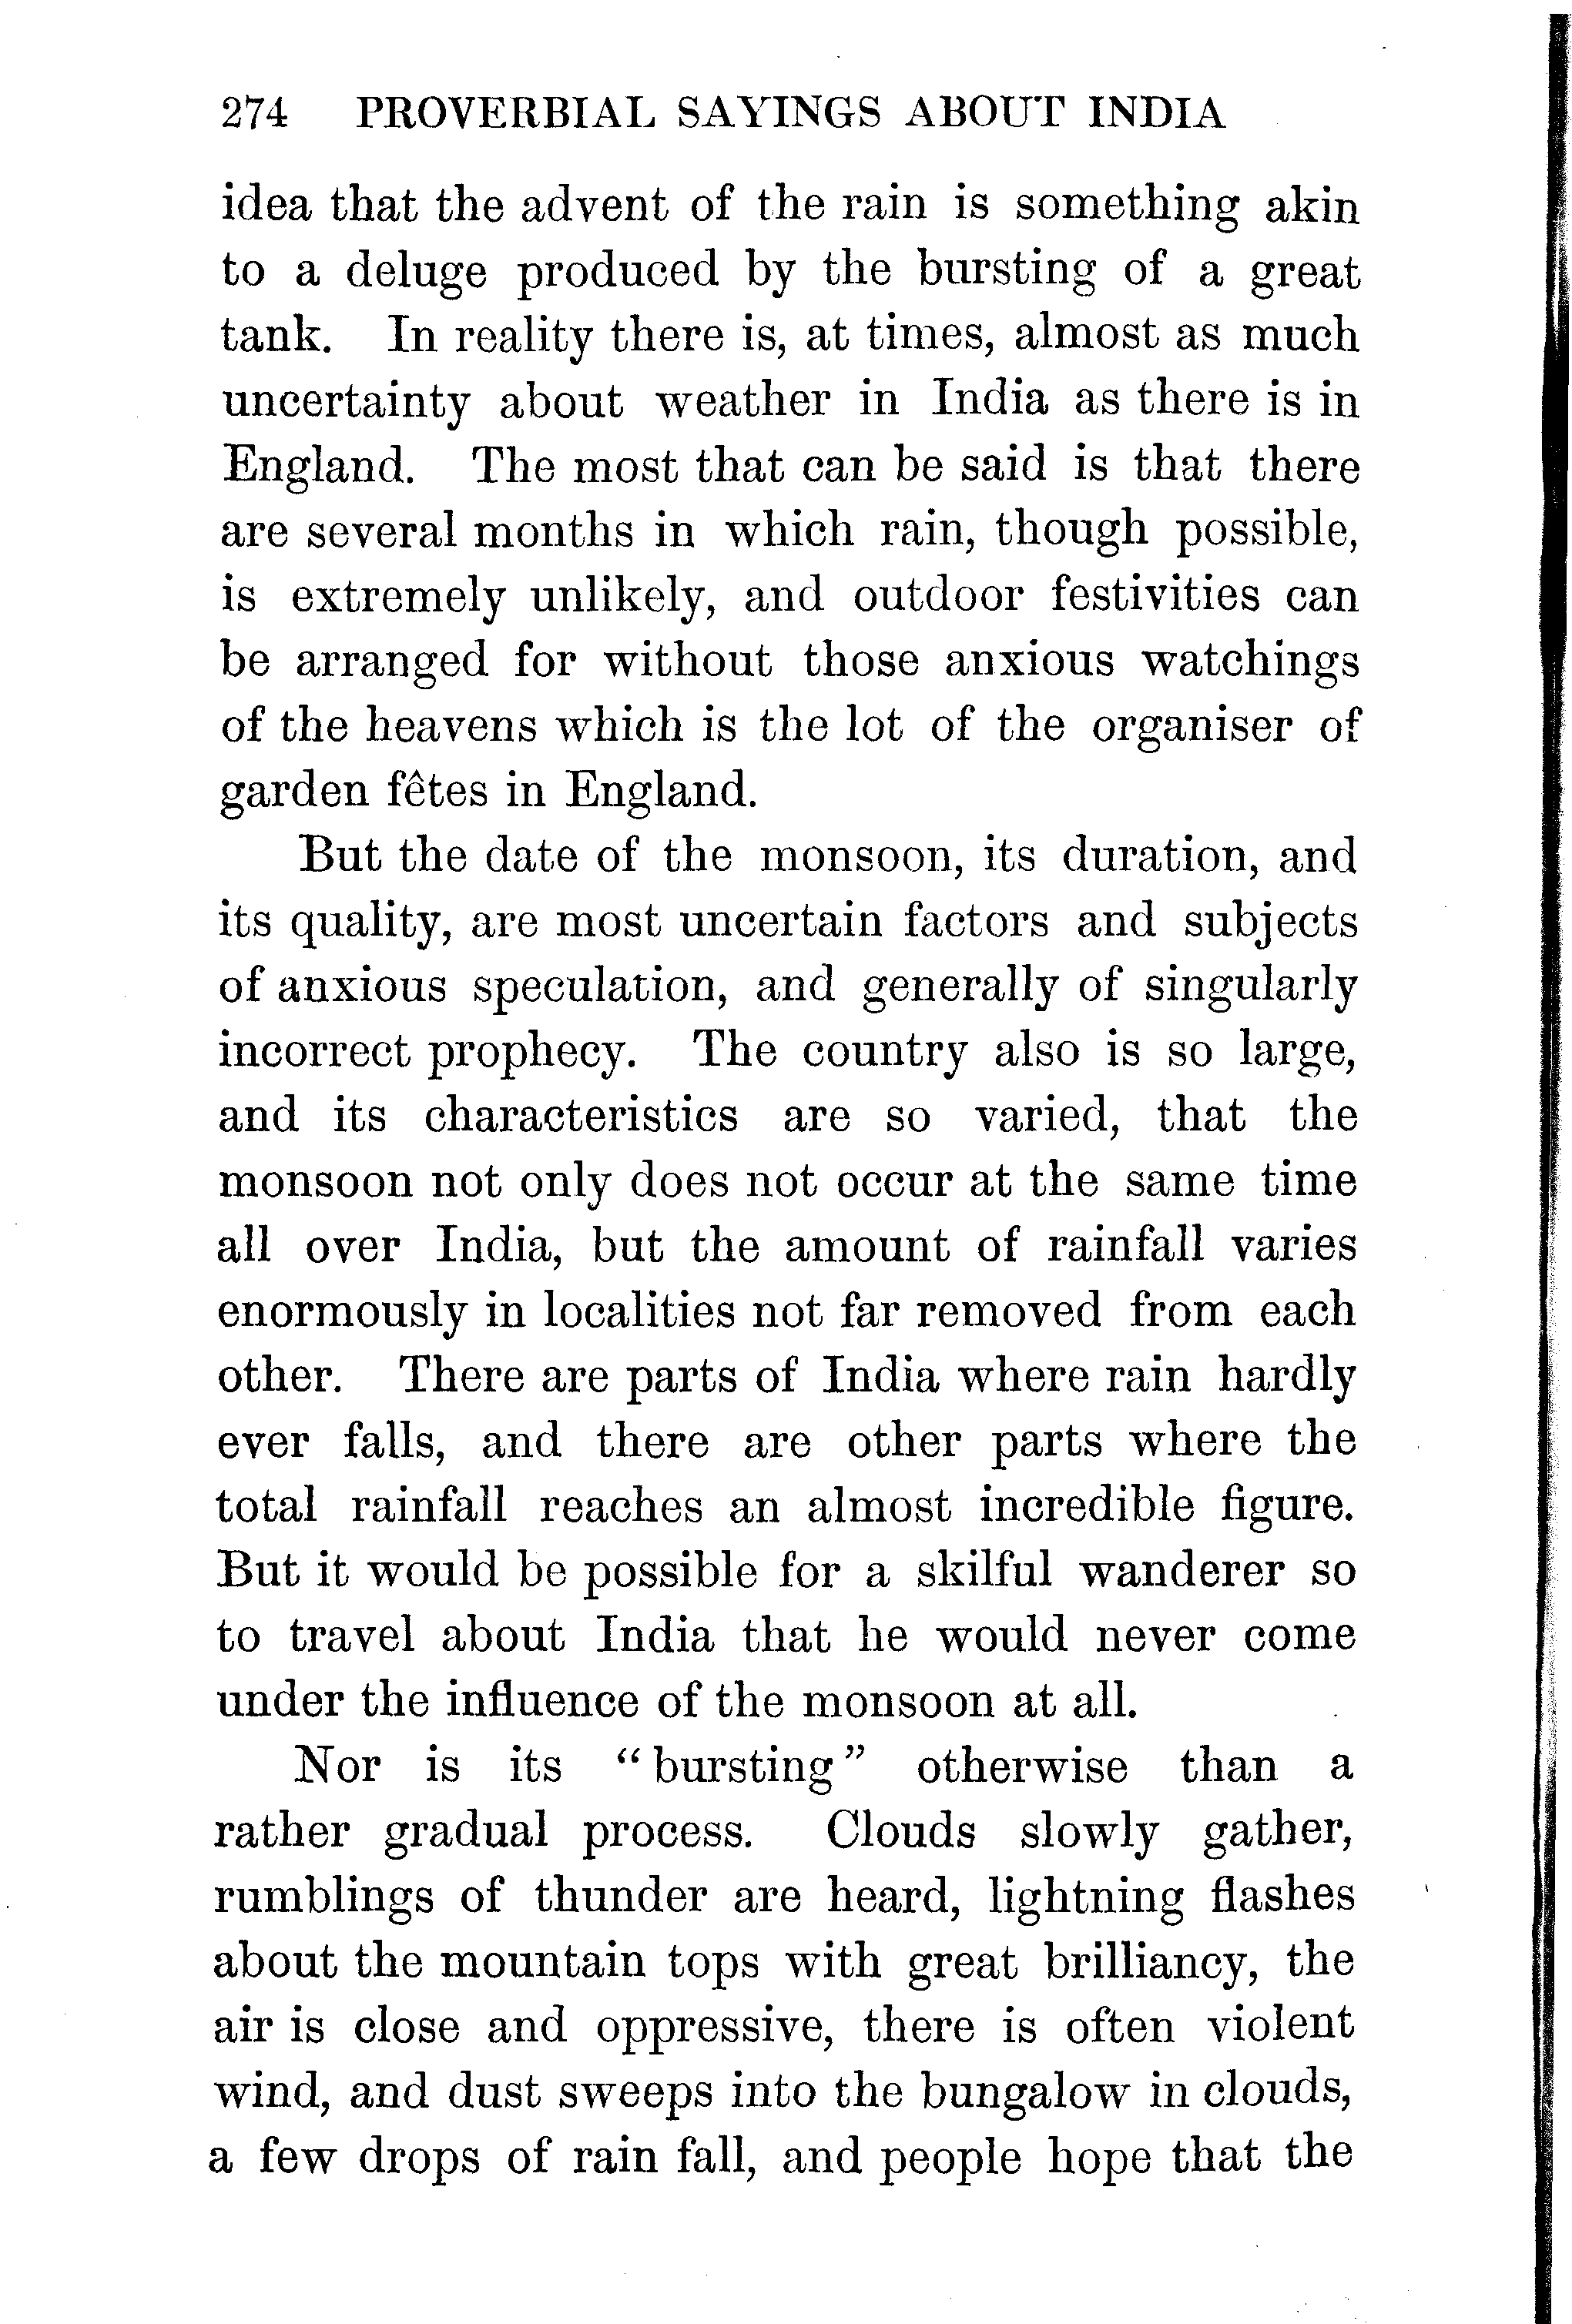 274 PROVERBIAL SAYINGS ABOUT INDIA
idea that the advent of the rain is something akin
to a deluge produced by the bursting of a great
tank. In reality there is, at times, almost as much
uncertainty about weather in India as there is in
England. The most that can be said is that there
are several months in which rain, though possible,
is extremely unlikely, and outdoor festivities can
be arranged for without those anxious watchings
of the heavens which is the lot of the organiser of
garden fêtes in England.
But the date of the monsoon, its duration, and
its quality, are most uncertain factors and subjects
of anxious speculation, and generally of singularly
incorrect prophecy. The country also is so large,
and its characteristics are so varied, that the
monsoon not only does not occur at the same time
all over India, but the amount of rainfall varies
enormously in localities not far removed from each
other. There are parts of India where rain hardly
ever falls, and there are other parts where the
total rainfall reaches an almost incredible figure.
But it would be possible for a skilful wanderer so
to travel about India that he would never come
under the influence of the monsoon at all.
Nor is its “bursting” otherwise than a
rather gradual process. Clouds slowly gather,
rumblings of thunder are heard, lightning flashes
about the mountain tops with great brilliancy, the
air is close and oppressive, there is often violent
wind, and dust sweeps into the bungalow in clouds,
a few drops of rain fall, and people hope that the